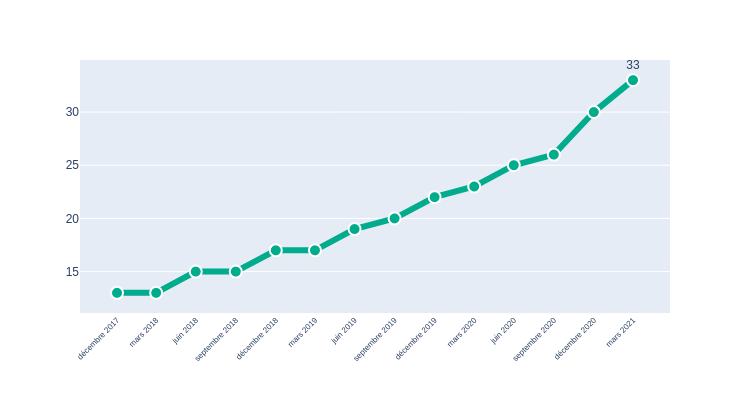 33
30
25
20
15
décembre 2017
mars 2018
juin 2018
septembre 2018
décembre 2018
mars 2019
juin 2019
septembre 2019
décembre 2019
mars 2020
juin 2020
septembre 2020
décembre 2020
mars 2021